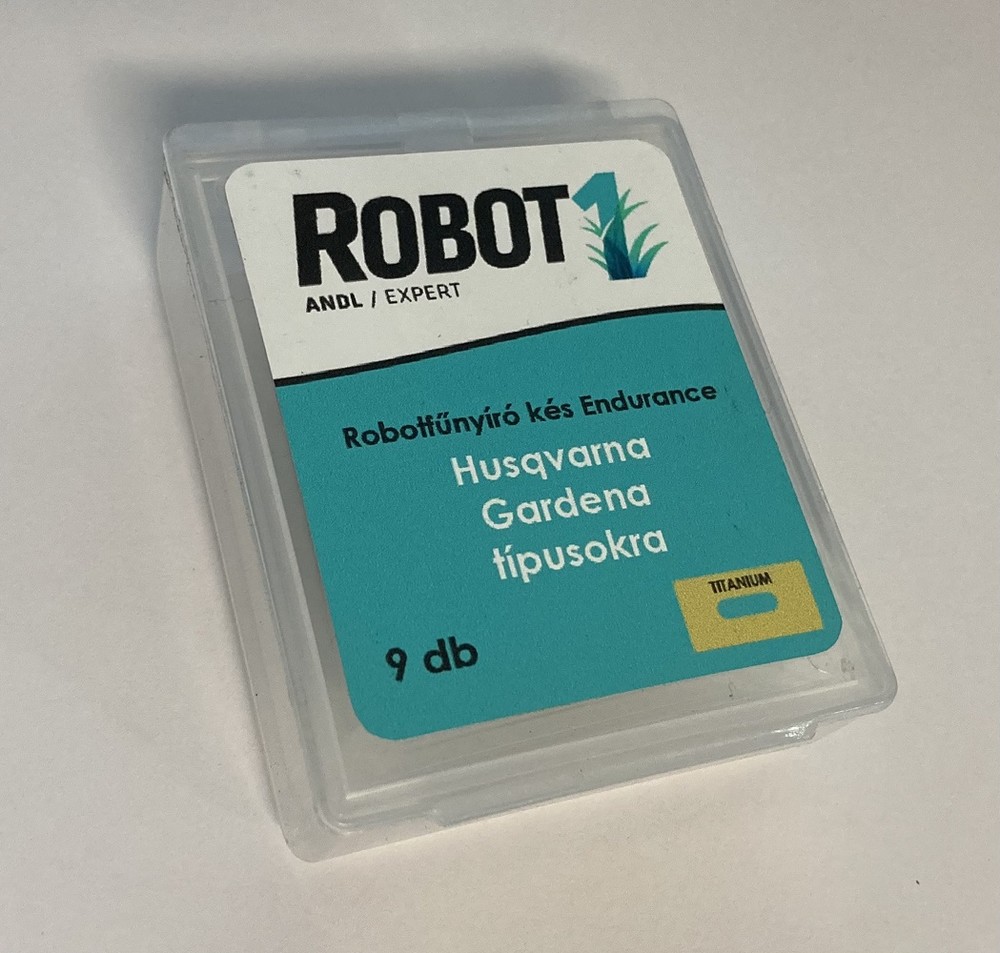 ROBOT1
ANDL / EXPERT
Robotfűnyíró kés Endurance
Husqvarna
Gardena
típusokra
TITANIUM
9 db